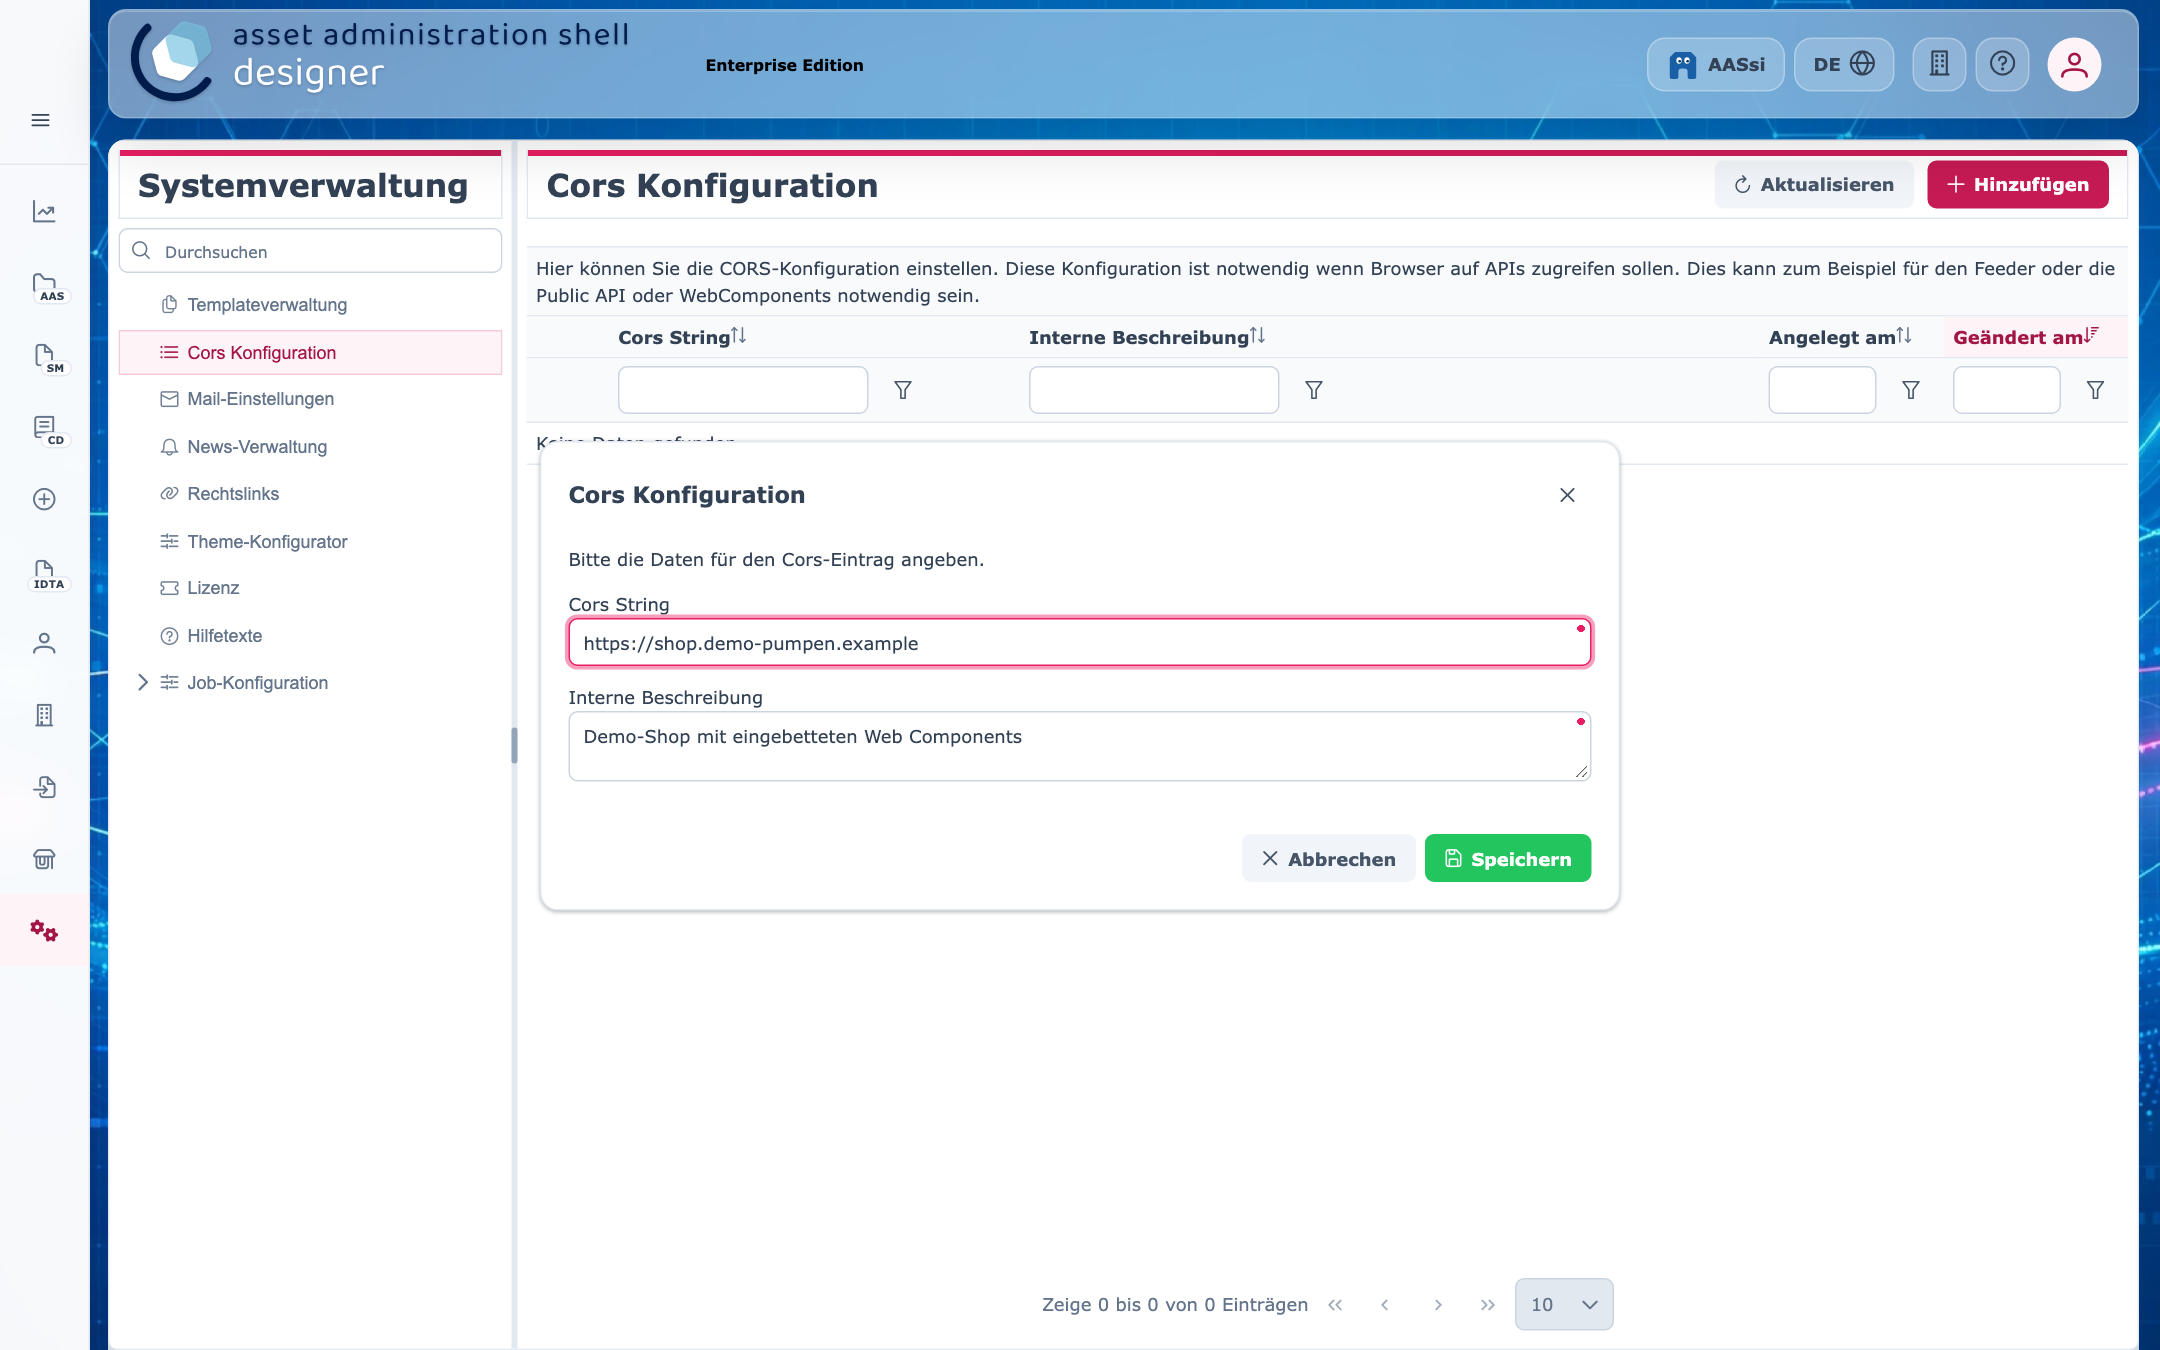 asset administration shell
designer
Enterprise Edition
AASsi
DE
AAS
SM
CD
IDTA
Systemverwaltung
Durchsuchen
Templateverwaltung
Cors Konfiguration
Mail-Einstellungen
News-Verwaltung
Rechtslinks
Theme-Konfigurator
Lizenz
Hilfetexte
Job-Konfiguration
Cors Konfiguration
Aktualisieren
Hinzufügen
Hier können Sie die CORS-Konfiguration einstellen. Diese Konfiguration ist notwendig wenn Browser auf APIs zugreifen sollen. Dies kann zum Beispiel für den Feeder oder die
Public API oder WebComponents notwendig sein.
Cors String
Interne Beschreibung
Angelegt am
Geändert am
Keine Daten gefunden
Cors Konfiguration
Bitte die Daten für den Cors-Eintrag angeben.
Cors String
https://shop.demo-pumpen.example
Interne Beschreibung
Demo-Shop mit eingebetteten Web Components
Abbrechen
Speichern
Zeige 0 bis 0 von 0 Einträgen
10